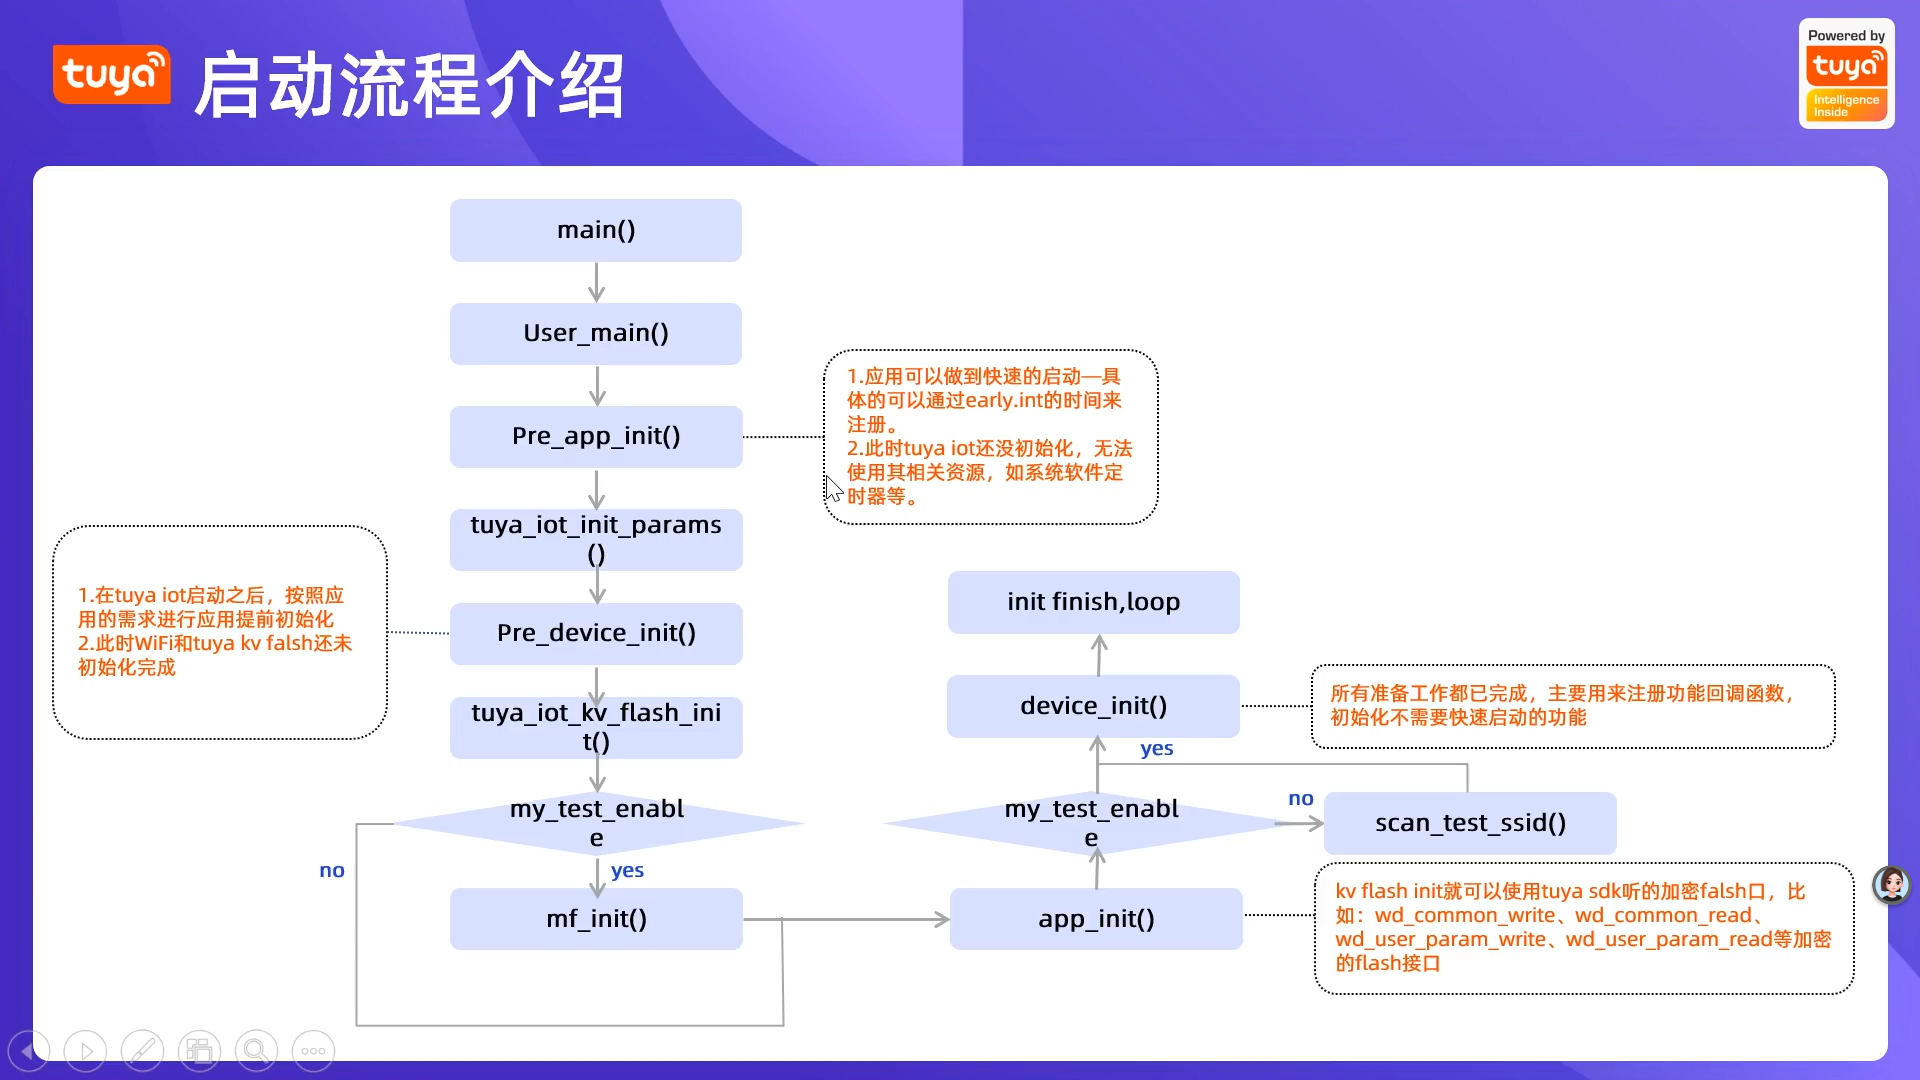 tuya
启动流程介绍
Powered by
tuya
Intelligence
Inside
main()
User_main()
Pre_app_init()
1.应用可以做到快速的启动—具
体的可以通过early.int的时间来
注册。
2.此时tuya iot还没初始化，无法
使用其相关资源，如系统软件定
时器等。
tuya_iot_init_params
()
1.在tuya iot启动之后，按照应
用的需求进行应用提前初始化
2.此时WiFi和tuya kv falsh还未
初始化完成
Pre_device_init()
tuya_iot_kv_flash_ini
t()
my_test_enabl
e
no
yes
mf_init()
init finish,loop
device_init()
所有准备工作都已完成，主要用来注册功能回调函数，
初始化不需要快速启动的功能
yes
my_test_enabl
e
no
scan_test_ssid()
app_init()
kv flash init就可以使用tuya sdk听的加密falsh口，比
如：wd_common_write、wd_common_read、
wd_user_param_write、wd_user_param_read等加密
的flash接口